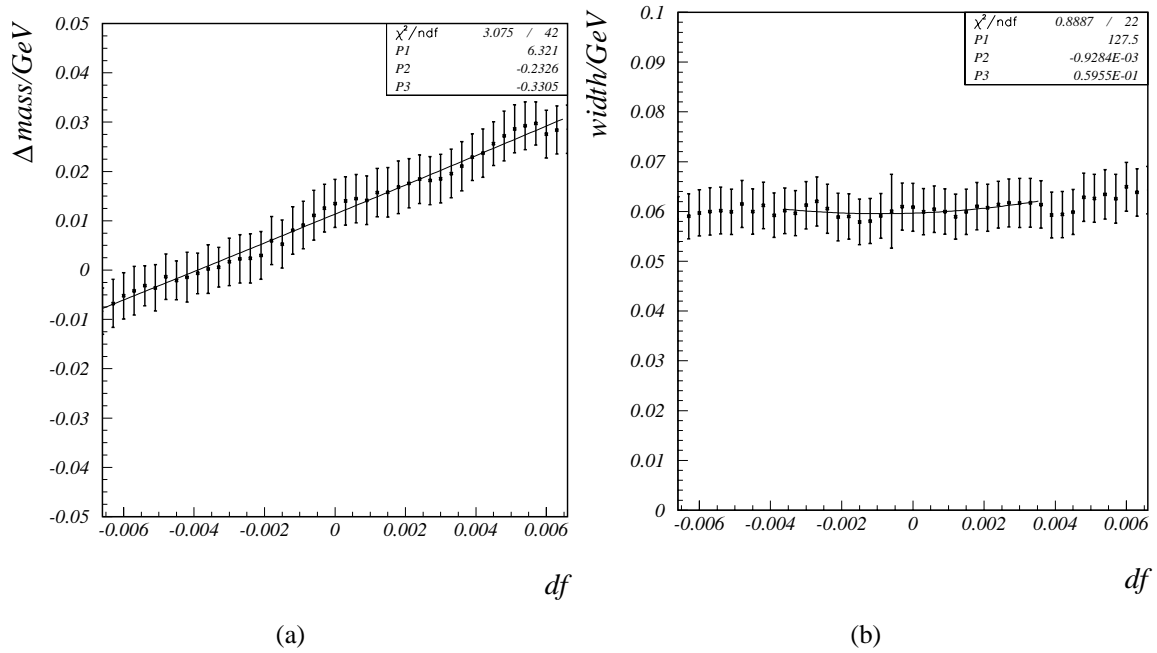 Δ mass/GeV
χ²/ndf 3.075 / 42
P1 6.321
P2 -0.2326
P3 -0.3305
0.05
0.04
0.03
0.02
0.01
0
-0.01
-0.02
-0.03
-0.04
-0.05
-0.006 -0.004 -0.002 0 0.002 0.004 0.006
df
(a)
width/GeV
χ²/ndf 0.8887 / 22
P1 127.5
P2 -0.9284E-03
P3 0.5955E-01
0.1
0.09
0.08
0.07
0.06
0.05
0.04
0.03
0.02
0.01
0
-0.006 -0.004 -0.002 0 0.002 0.004 0.006
df
(b)